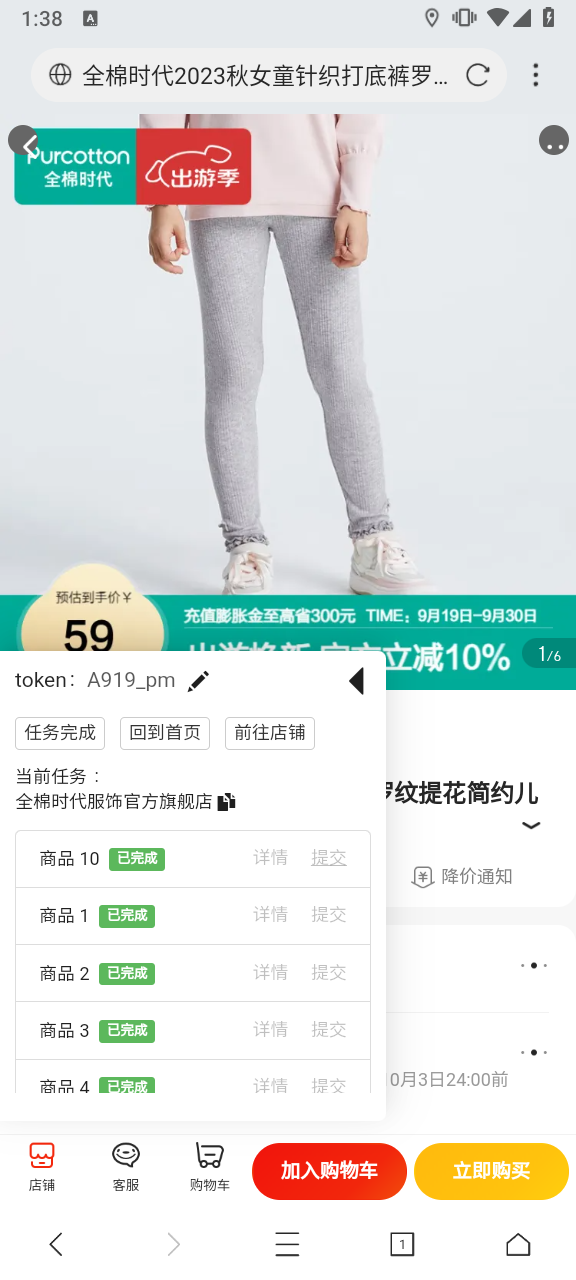 1:38
A
全棉时代2023秋女童针织打底裤罗…
Purcotton
全棉时代
出游季
预估到手价￥
59
充值膨胀金至高省300元 TIME：9月19日-9月30日
立减10%
1/6
token： A919_pm
任务完成 回到首页 前往店铺
当前任务：
全棉时代服饰官方旗舰店
罗纹提花简约儿
商品 10 已完成 详情 提交
降价通知
商品 1 已完成 详情 提交
商品 2 已完成 详情 提交
商品 3 已完成 详情 提交
商品 4 已完成 详情 提交
10月3日24:00前
店铺 客服 购物车 加入购物车 立即购买
1